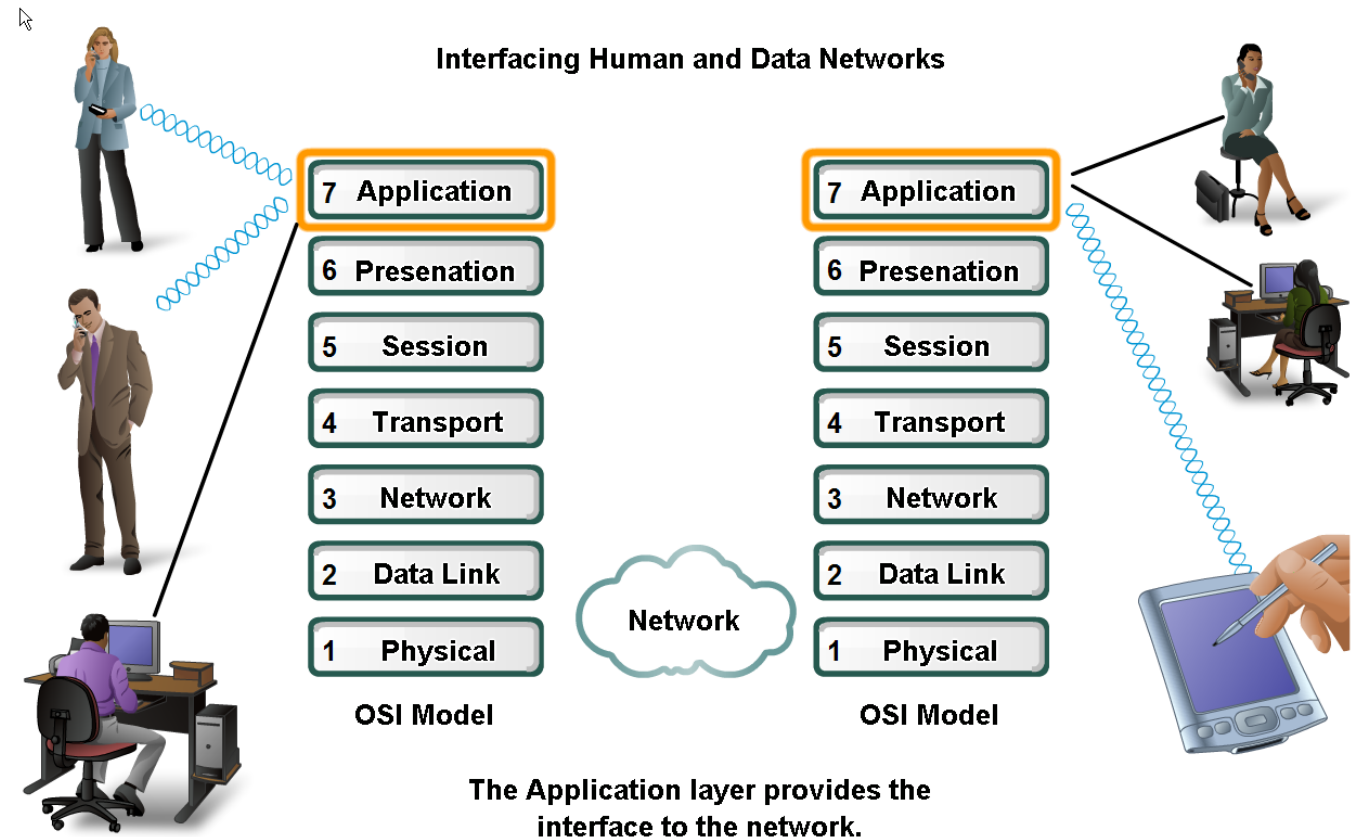 Interfacing Human and Data Networks
7 Application
6 Presenation
5 Session
4 Transport
3 Network
2 Data Link
1 Physical
OSI Model
Network
7 Application
6 Presenation
5 Session
4 Transport
3 Network
2 Data Link
1 Physical
OSI Model
The Application layer provides the
interface to the network.